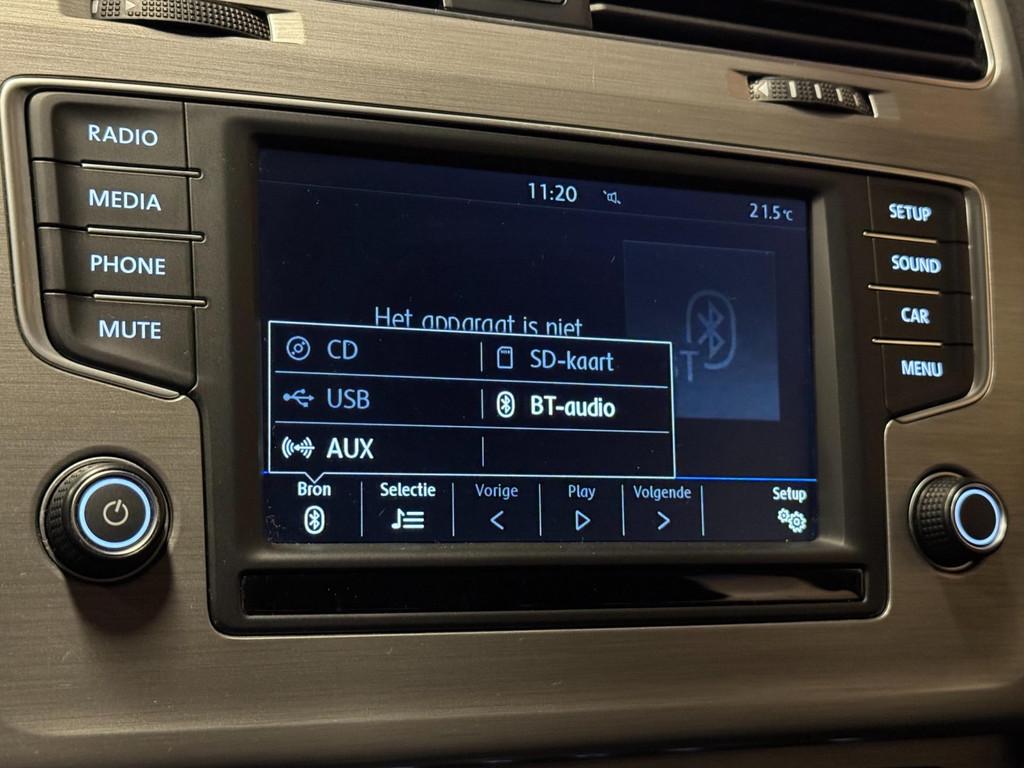 RADIO
MEDIA
PHONE
MUTE
11:20
21.5°C
Het apparaat is niet
BT
CD
SD-kaart
USB
BT-audio
AUX
Bron
Selectie
Vorige
Play
Volgende
Setup
SETUP
SOUND
CAR
MENU